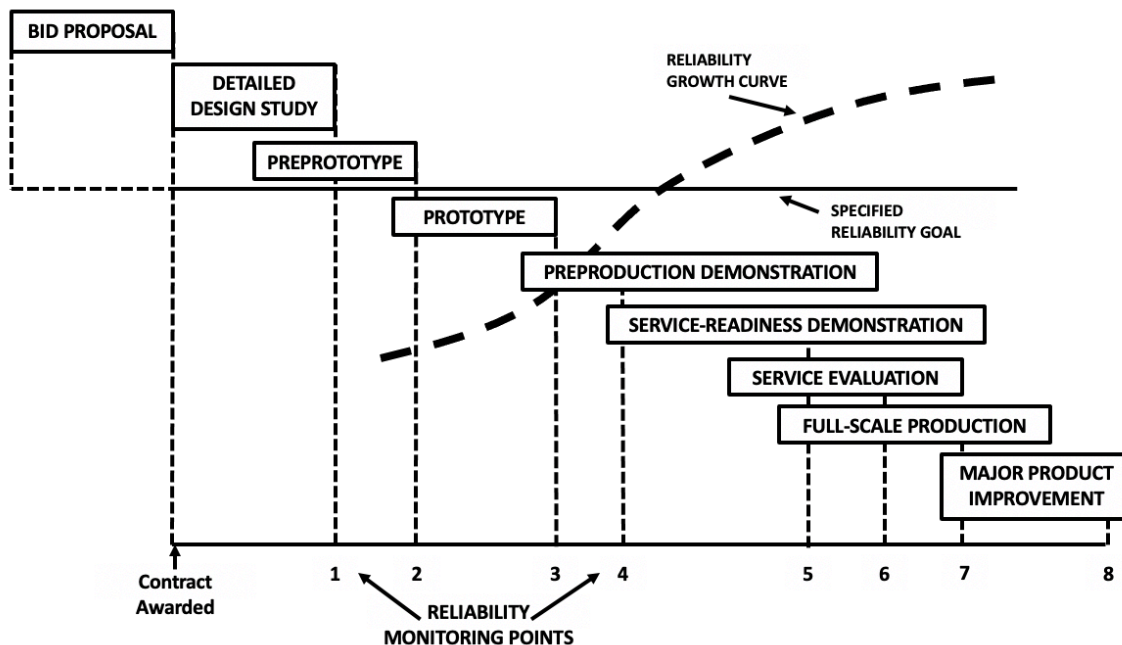 BID PROPOSAL
DETAILED
DESIGN STUDY
RELIABILITY
GROWTH CURVE
PREPROTOTYPE
PROTOTYPE
SPECIFIED
RELIABILITY GOAL
PREPRODUCTION DEMONSTRATION
SERVICE-READINESS DEMONSTRATION
SERVICE EVALUATION
FULL-SCALE PRODUCTION
MAJOR PRODUCT
IMPROVEMENT
Contract
Awarded
1 2 3 4 5 6 7 8
RELIABILITY
MONITORING POINTS